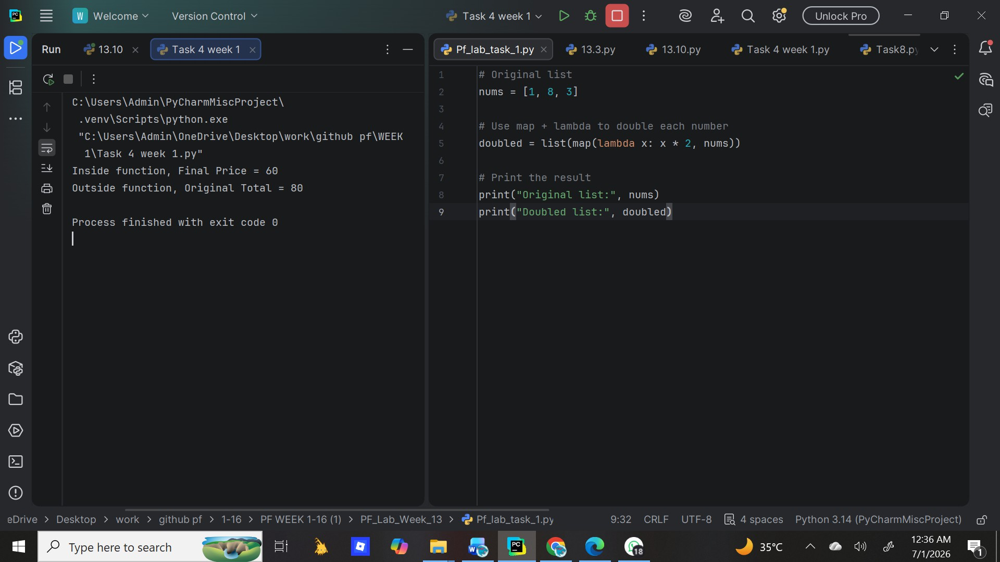 PC
W Welcome
Version Control
Task 4 week 1
Unlock Pro
Run
13.10
Task 4 week 1
C:\Users\Admin\PyCharmMiscProject\
.venv\Scripts\python.exe
"C:\Users\Admin\OneDrive\Desktop\work\github pf\WEEK
1\Task 4 week 1.py"
Inside function, Final Price = 60
Outside function, Original Total = 80
Process finished with exit code 0
Pf_lab_task_1.py
13.3.py
13.10.py
Task 4 week 1.py
Task8.py
1 # Original list
2 nums = [1, 8, 3]
3
4 # Use map + lambda to double each number
5 doubled = list(map(lambda x: x * 2, nums))
6
7 # Print the result
8 print("Original list:", nums)
9 print("Doubled list:", doubled)
eDrive > Desktop > work > github pf > 1-16 > PF WEEK 1-16 (1) > PF_Lab_Week_13 > Pf_lab_task_1.py
9:32 CRLF UTF-8 4 spaces Python 3.14 (PyCharmMiscProject)
Type here to search
W
PC
18
35°C
12:36 AM
7/1/2026
1